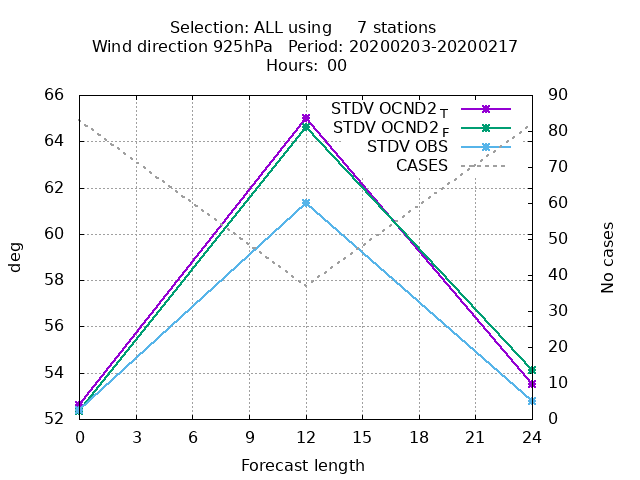 Selection: ALL using     7 stations
Wind direction 925hPa   Period: 20200203-20200217
Hours: 00
STDV OCND2_T
STDV OCND2_F
STDV OBS
CASES
66
64
62
60
58
56
54
52
deg
90
80
70
60
50
40
30
20
10
0
No cases
0 3 6 9 12 15 18 21 24
Forecast length